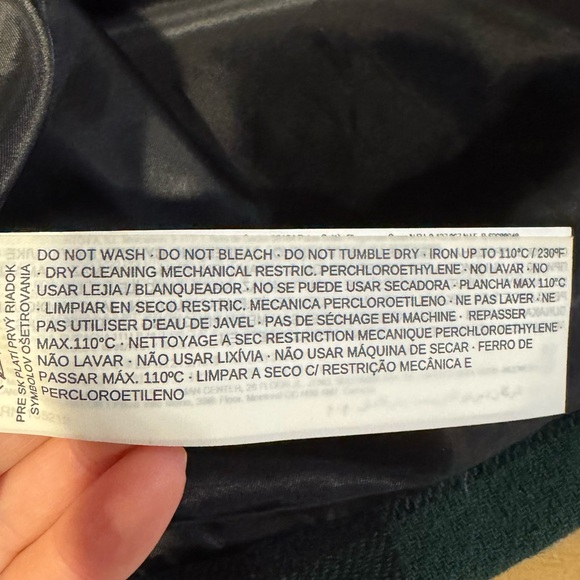 DO NOT WASH · DO NOT BLEACH · DO NOT TUMBLE DRY · IRON UP TO 110°C / 230ºF
· DRY CLEANING MECHANICAL RESTRIC. PERCHLOROETHYLENE · NO LAVAR · NO
USAR LEJIA / BLANQUEADOR · NO SE PUEDE USAR SECADORA · PLANCHA MAX 110°C
· LIMPIAR EN SECO RESTRIC. MECANICA PERCLOROETILENO · NE PAS LAVER · NE
PAS UTILISER D'EAU DE JAVEL · PAS DE SÉCHAGE EN MACHINE · REPASSER
MAX.110°C · NETTOYAGE A SEC RESTRICTION MECANIQUE PERCHLOROETHYLENE ·
NÃO LAVAR · NÃO USAR LIXÍVIA · NÃO USAR MÁQUINA DE SECAR · FERRO DE
PASSAR MÁX. 110ºC · LIMPAR A SECO C/ RESTRIÇÃO MECÂNICA E
PERCLOROETILENO
PRE SK PLATÍ PRVÝ RIADOK
SYMBOLOV OŠETROVANIA